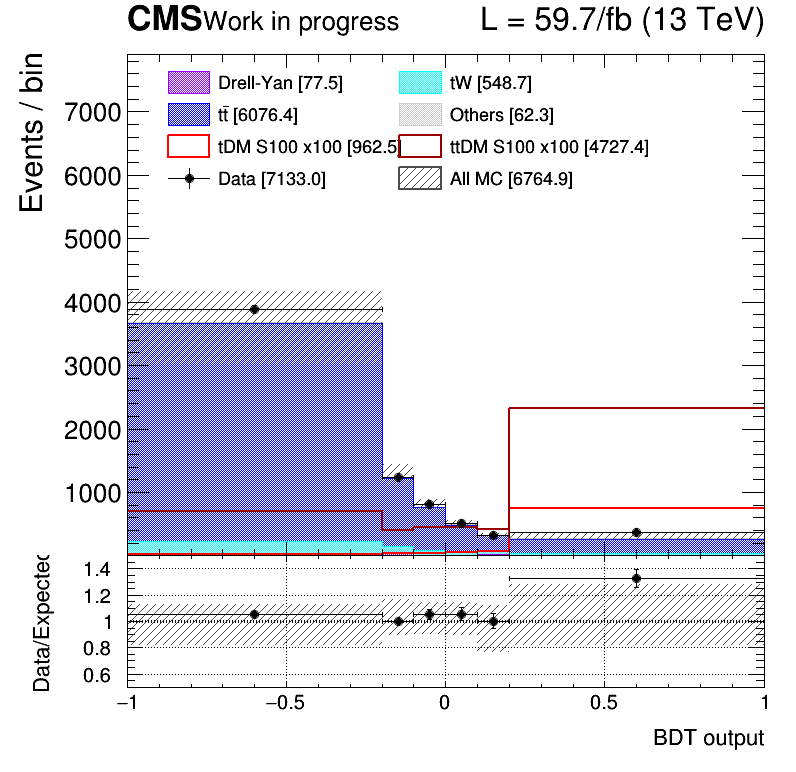 CMS Work in progress L = 59.7/fb (13 TeV)
Events / bin
Drell-Yan [77.5] tW [548.7]
tt̄ [6076.4] Others [62.3]
tDM S100 x100 [962.5] ttDM S100 x100 [4727.4]
Data [7133.0] All MC [6764.9]
7000
6000
5000
4000
3000
2000
1000
Data/Expected
1.4
1.2
1
0.8
0.6
−1 −0.5 0 0.5 1
BDT output